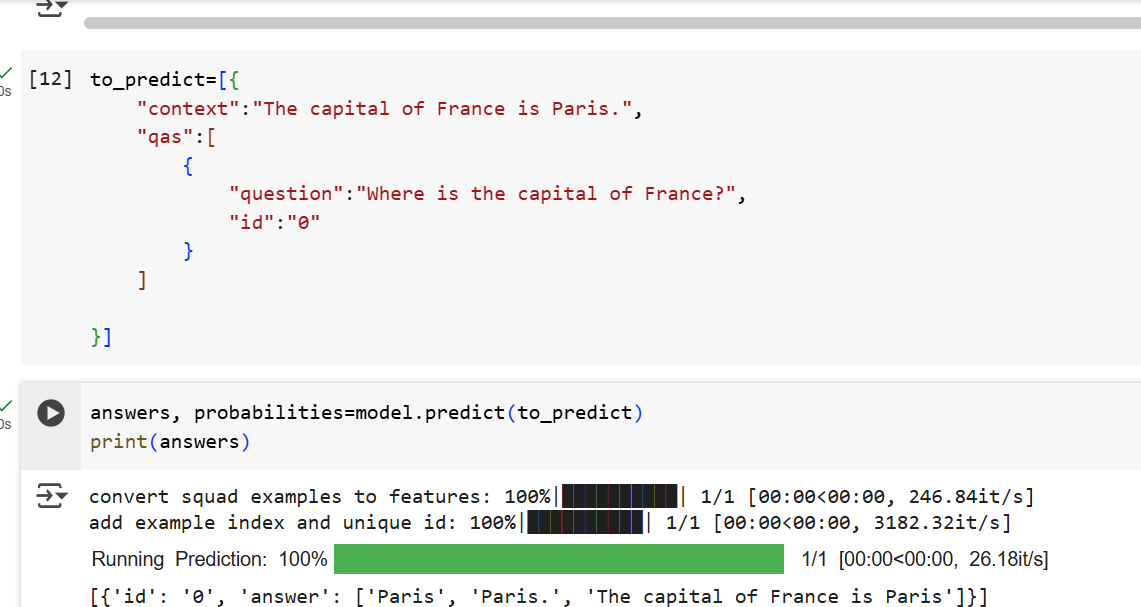 [12] to_predict=[{
"context":"The capital of France is Paris.",
"qas":[
{
"question":"Where is the capital of France?",
"id":"0"
}
]
}]
0s
answers, probabilities=model.predict(to_predict)
print(answers)
0s
convert squad examples to features: 100%|██████████| 1/1 [00:00<00:00, 246.84it/s]
add example index and unique id: 100%|██████████| 1/1 [00:00<00:00, 3182.32it/s]
Running Prediction: 100% 1/1 [00:00<00:00, 26.18it/s]
[{'id': '0', 'answer': ['Paris', 'Paris.', 'The capital of France is Paris']}]